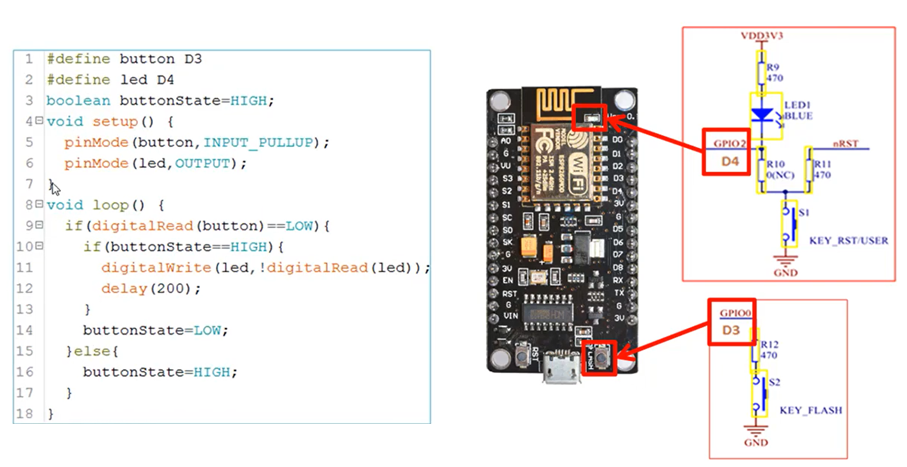 1 #define button D3
2 #define led D4
3 boolean buttonState=HIGH;
4 void setup() {
5 pinMode(button,INPUT_PULLUP);
6 pinMode(led,OUTPUT);
7 }
8 void loop() {
9 if(digitalRead(button)==LOW){
10 if(buttonState==HIGH){
11 digitalWrite(led,!digitalRead(led));
12 delay(200);
13 }
14 buttonState=LOW;
15 }else{
16 buttonState=HIGH;
17 }
18 }
A0
G
VU
S3
S2
S1
SC
SO
SK
G
3V
EN
RST
G
VIN
D0
D1
D2
D3
D4
3V
G
D5
D6
D7
D8
RX
TX
G
3V
WiFi
FC
RST
FLASH
VDD3V3
R9
470
LED1
BLUE
GPIO2
D4
nRST
R10
0(NC)
R11
470
S1
KEY_RST/USER
GND
GPIO0
D3
R12
470
S2
KEY_FLASH
GND